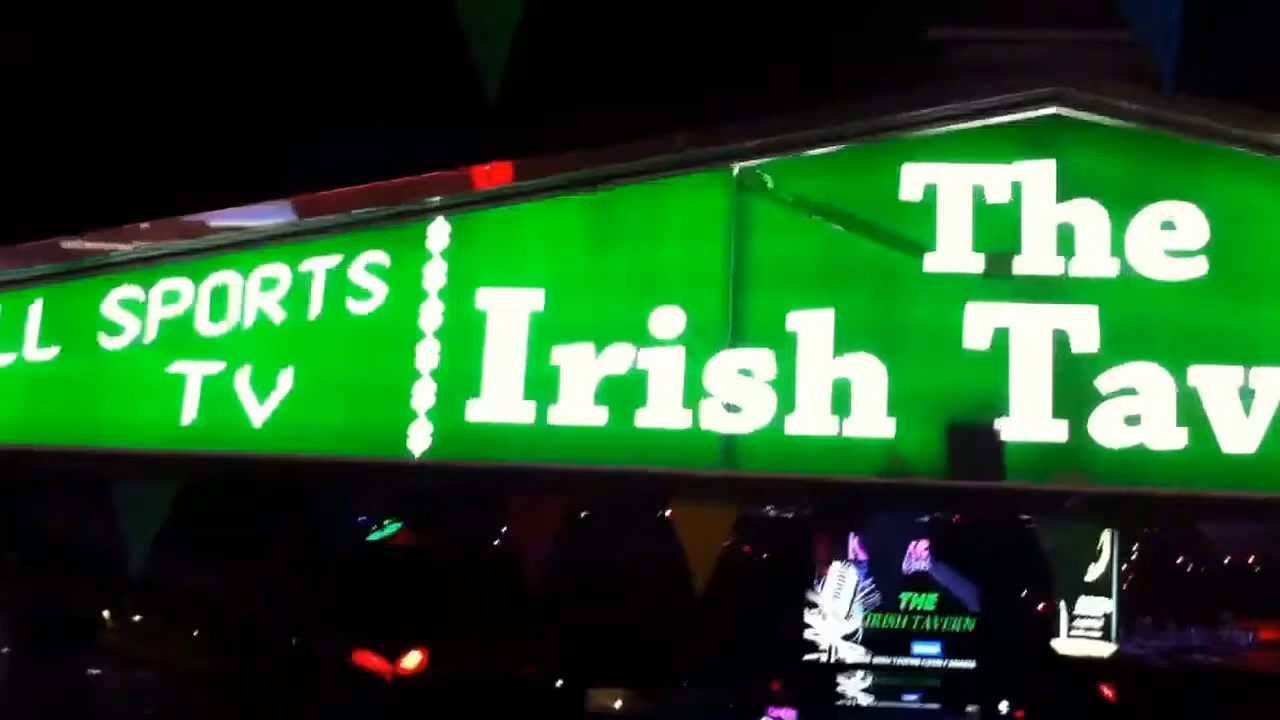 LL SPORTS
TV
The
Irish Tav
THE
IRISH TAVERN